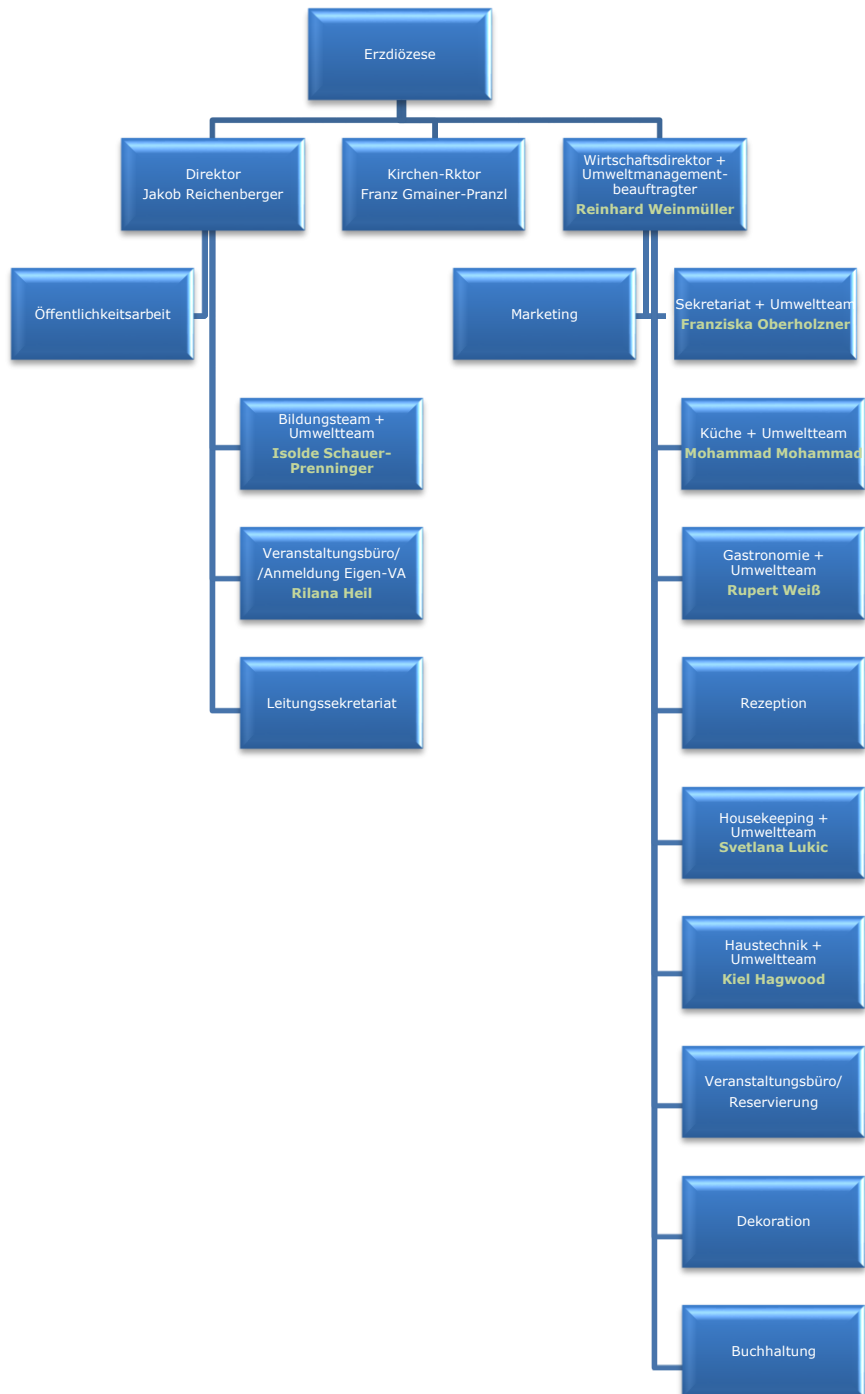 Erzdiözese
Direktor
Jakob Reichenberger
Kirchen-Rktor
Franz Gmainer-Pranzl
Wirtschaftsdirektor +
Umweltmanagement-
beauftragter
Reinhard Weinmüller
Öffentlichkeitsarbeit
Marketing
Sekretariat + Umweltteam
Franziska Oberholzner
Bildungsteam +
Umweltteam
Isolde Schauer-
Prenninger
Küche + Umweltteam
Mohammad Mohammad
Veranstaltungsbüro/
/Anmeldung Eigen-VA
Rilana Heil
Gastronomie +
Umweltteam
Rupert Weiß
Leitungssekretariat
Rezeption
Housekeeping +
Umweltteam
Svetlana Lukic
Haustechnik +
Umweltteam
Kiel Hagwood
Veranstaltungsbüro/
Reservierung
Dekoration
Buchhaltung